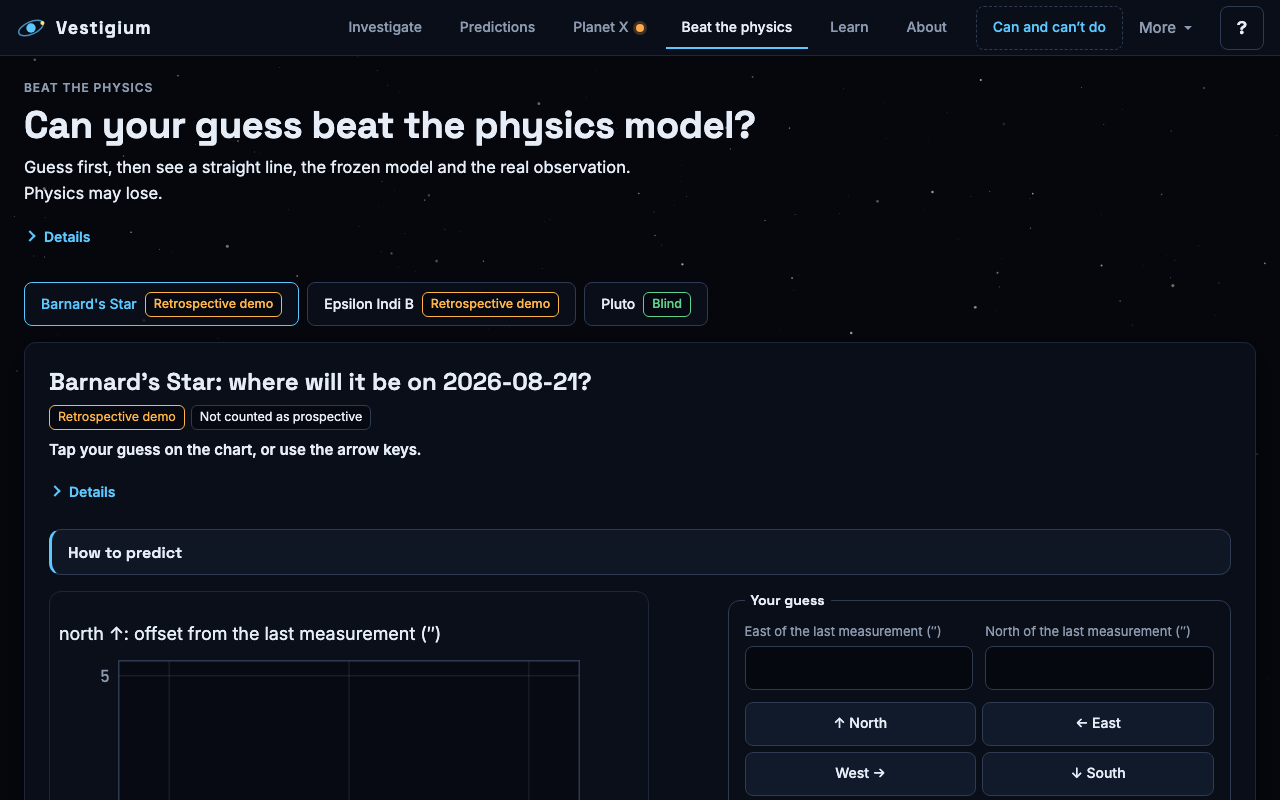 Vestigium
Investigate
Predictions
Planet X
Beat the physics
Learn
About
Can and can't do
More
?
BEAT THE PHYSICS
Can your guess beat the physics model?
Guess first, then see a straight line, the frozen model and the real observation.
Physics may lose.
Details
Barnard's Star Retrospective demo
Epsilon Indi B Retrospective demo
Pluto Blind
Barnard’s Star: where will it be on 2026-08-21?
Retrospective demo
Not counted as prospective
Tap your guess on the chart, or use the arrow keys.
Details
How to predict
north ↑: offset from the last measurement (″)
5
Your guess
East of the last measurement (″)
North of the last measurement (″)
↑ North
← East
West →
↓ South